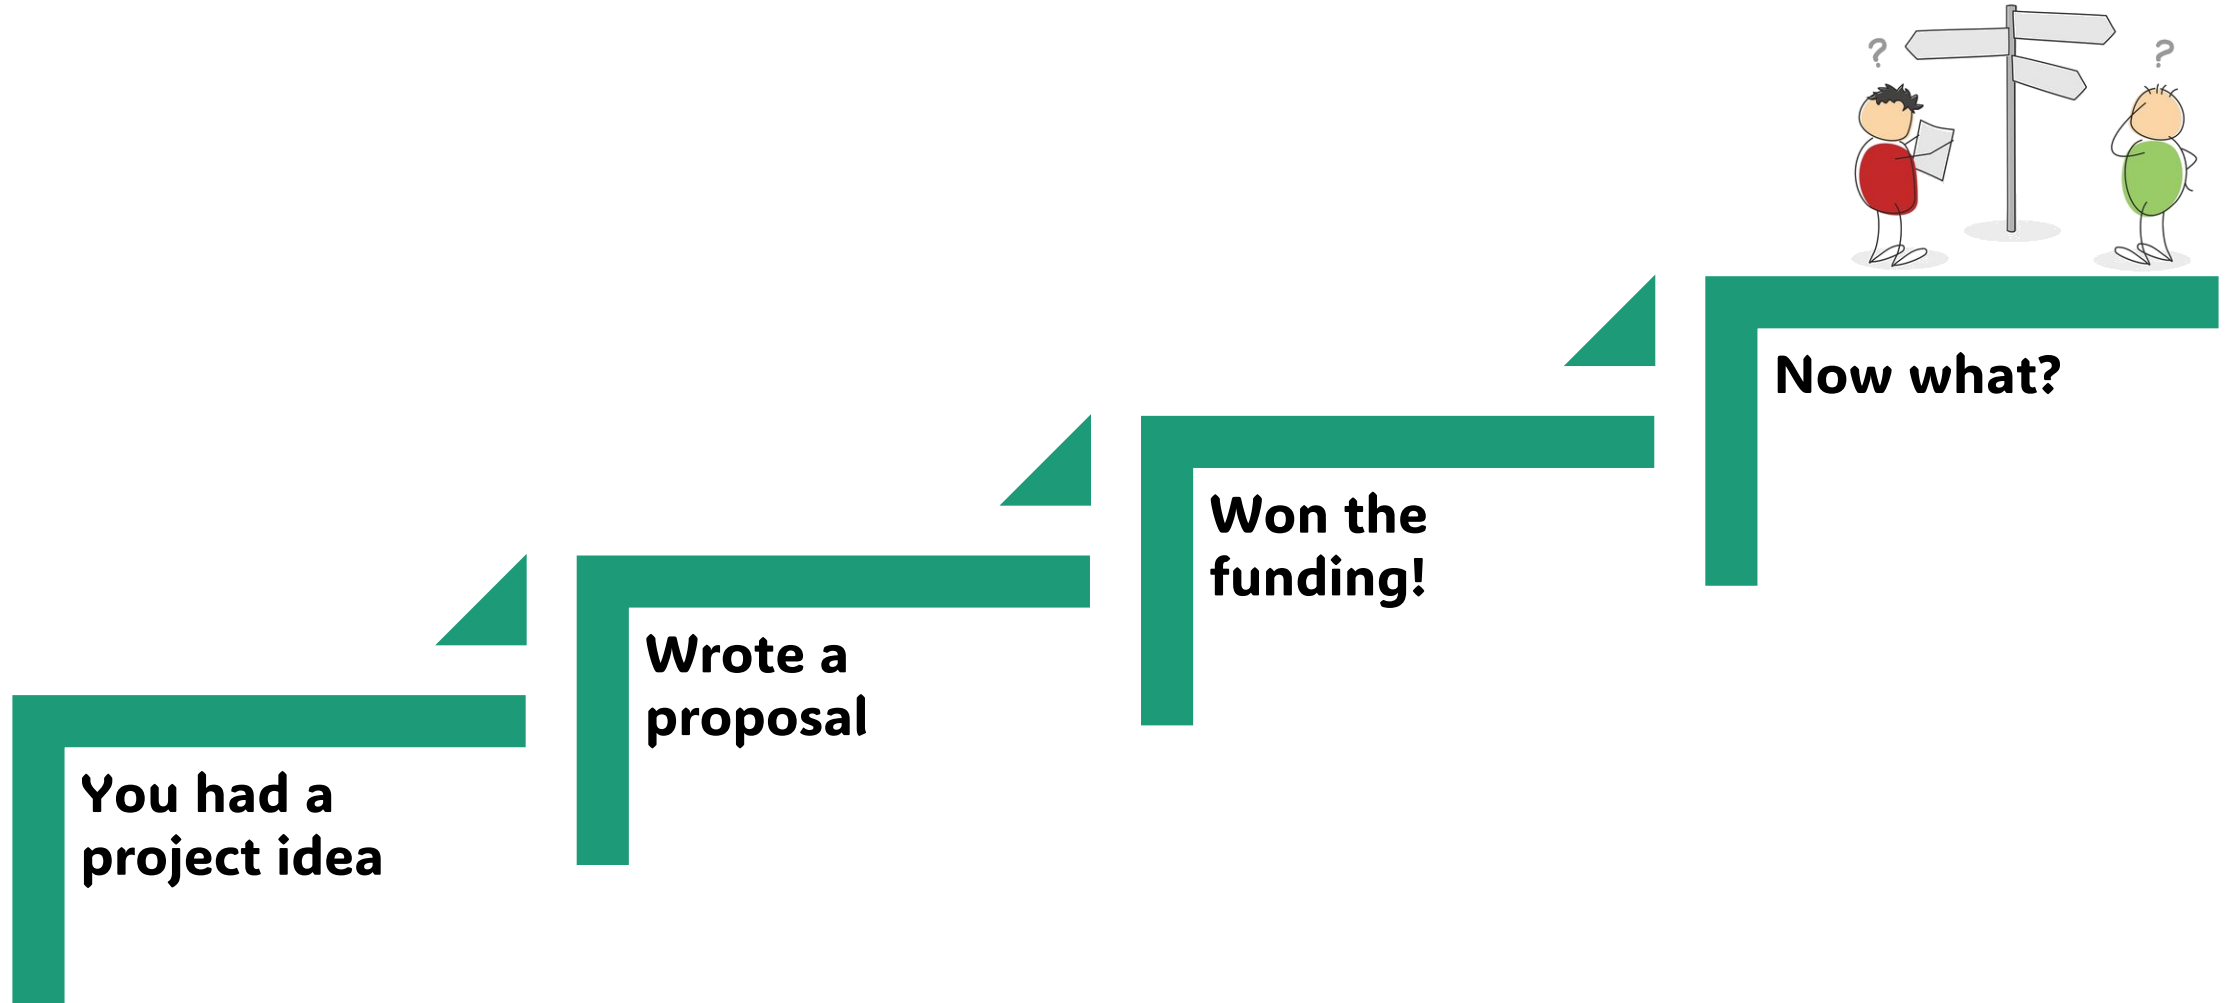 You had a
project idea
Wrote a
proposal
Won the
funding!
Now what?
? ?